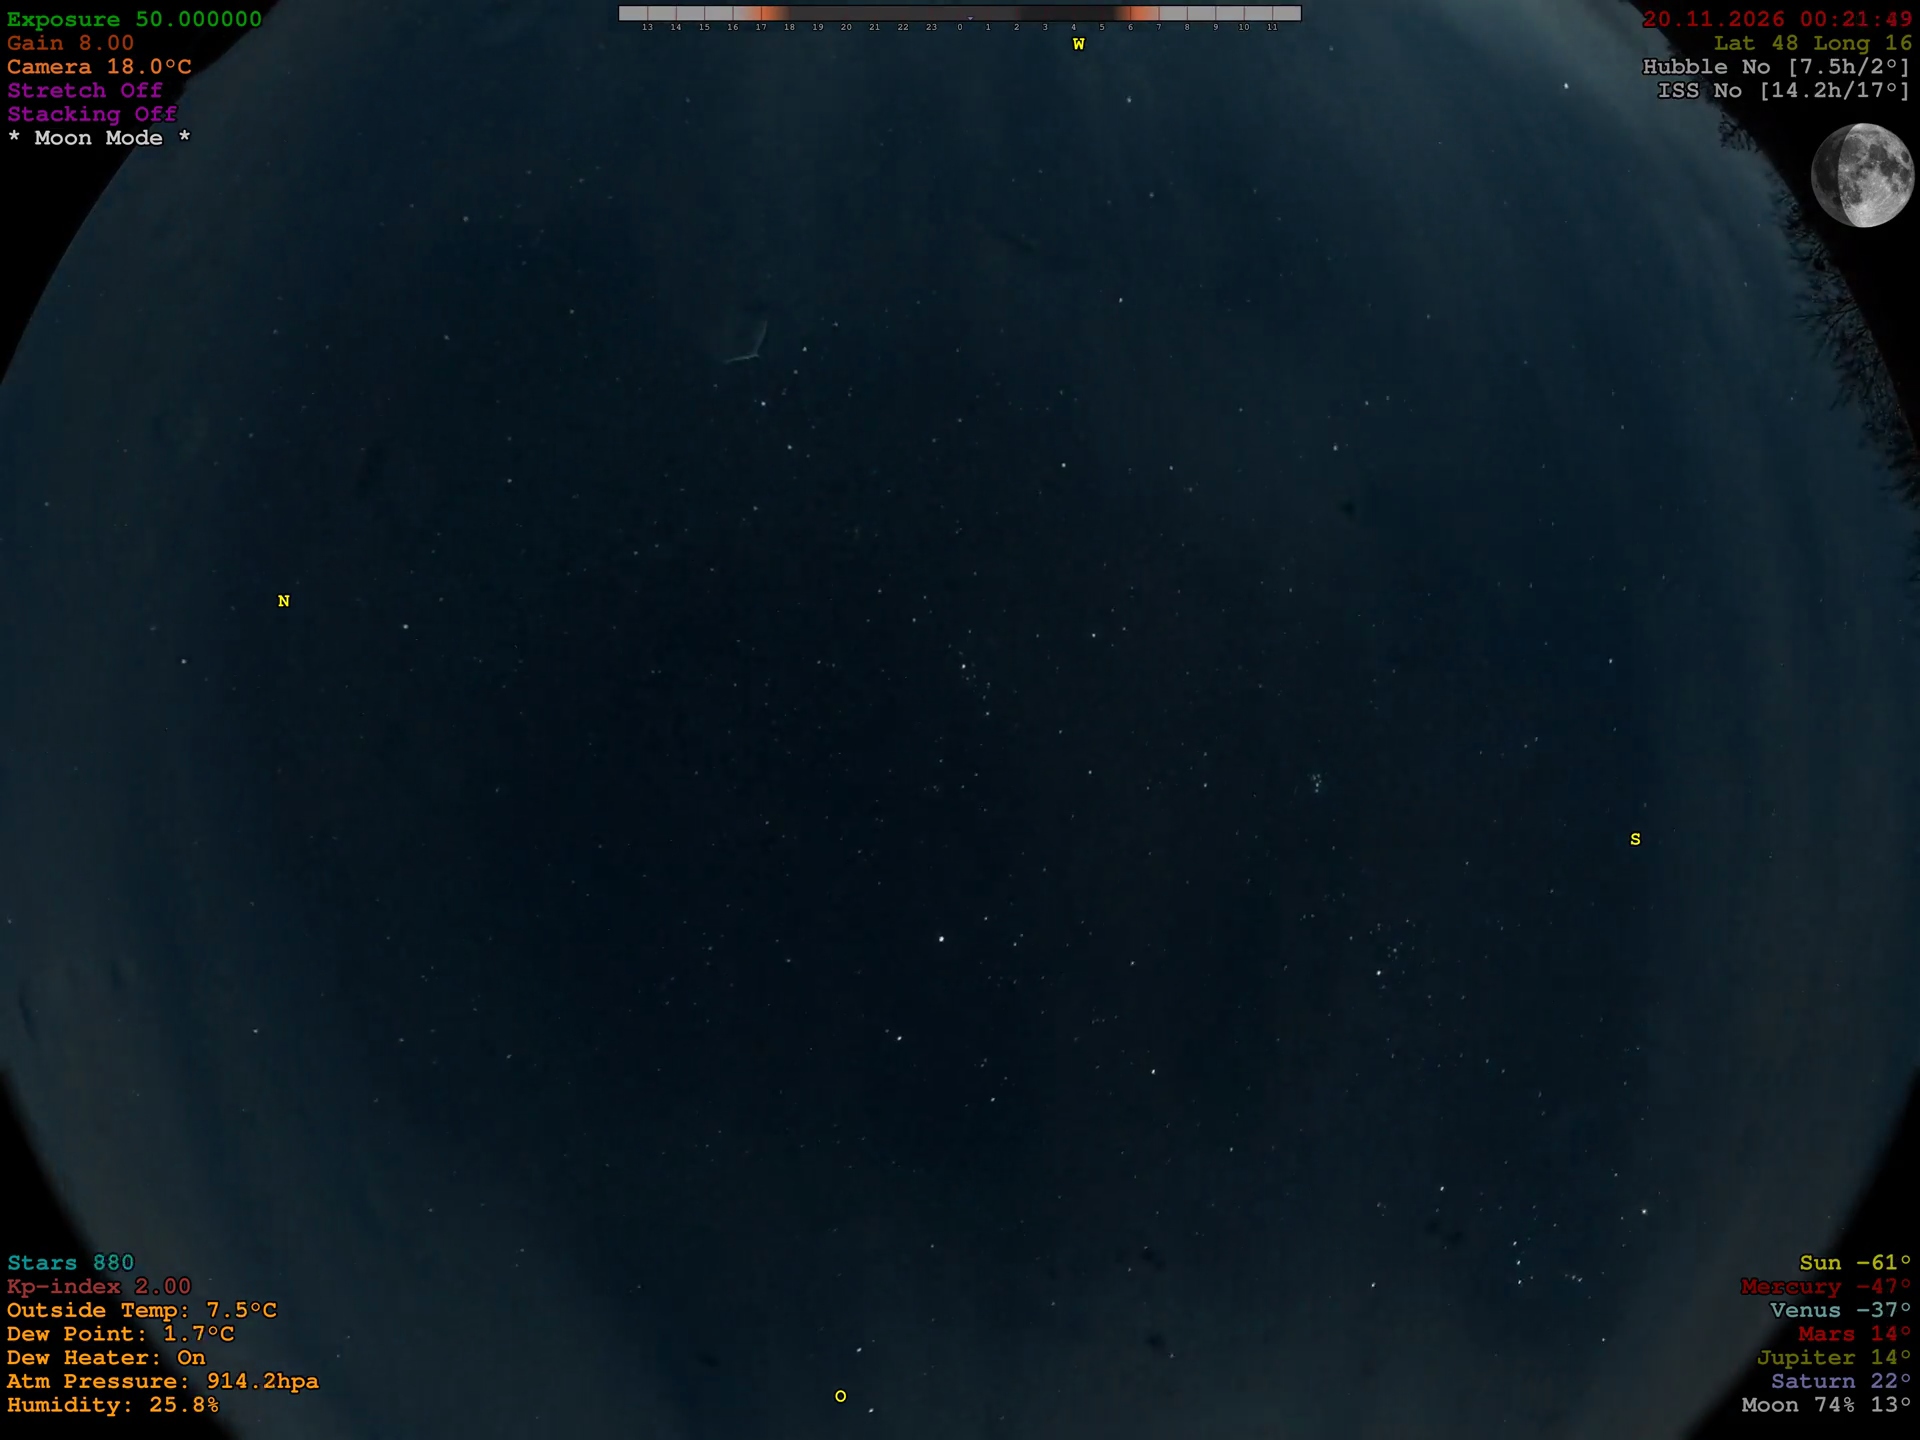 Exposure 50.000000
Gain 8.00
Camera 18.0°C
Stretch Off
Stacking Off
* Moon Mode *
13 14 15 16 17 18 19 20 21 22 23 0 1 2 3 4 5 6 7 8 9 10 11
W
20.11.2026 00:21:49
Lat 48 Long 16
Hubble No [7.5h/2°]
ISS No [14.2h/17°]
N
S
Stars 880
Kp-index 2.00
Outside Temp: 7.5°C
Dew Point: 1.7°C
Dew Heater: On
Atm Pressure: 914.2hpa
Humidity: 25.8%
O
Sun -61°
Mercury -47°
Venus -37°
Mars 14°
Jupiter 14°
Saturn 22°
Moon 74% 13°